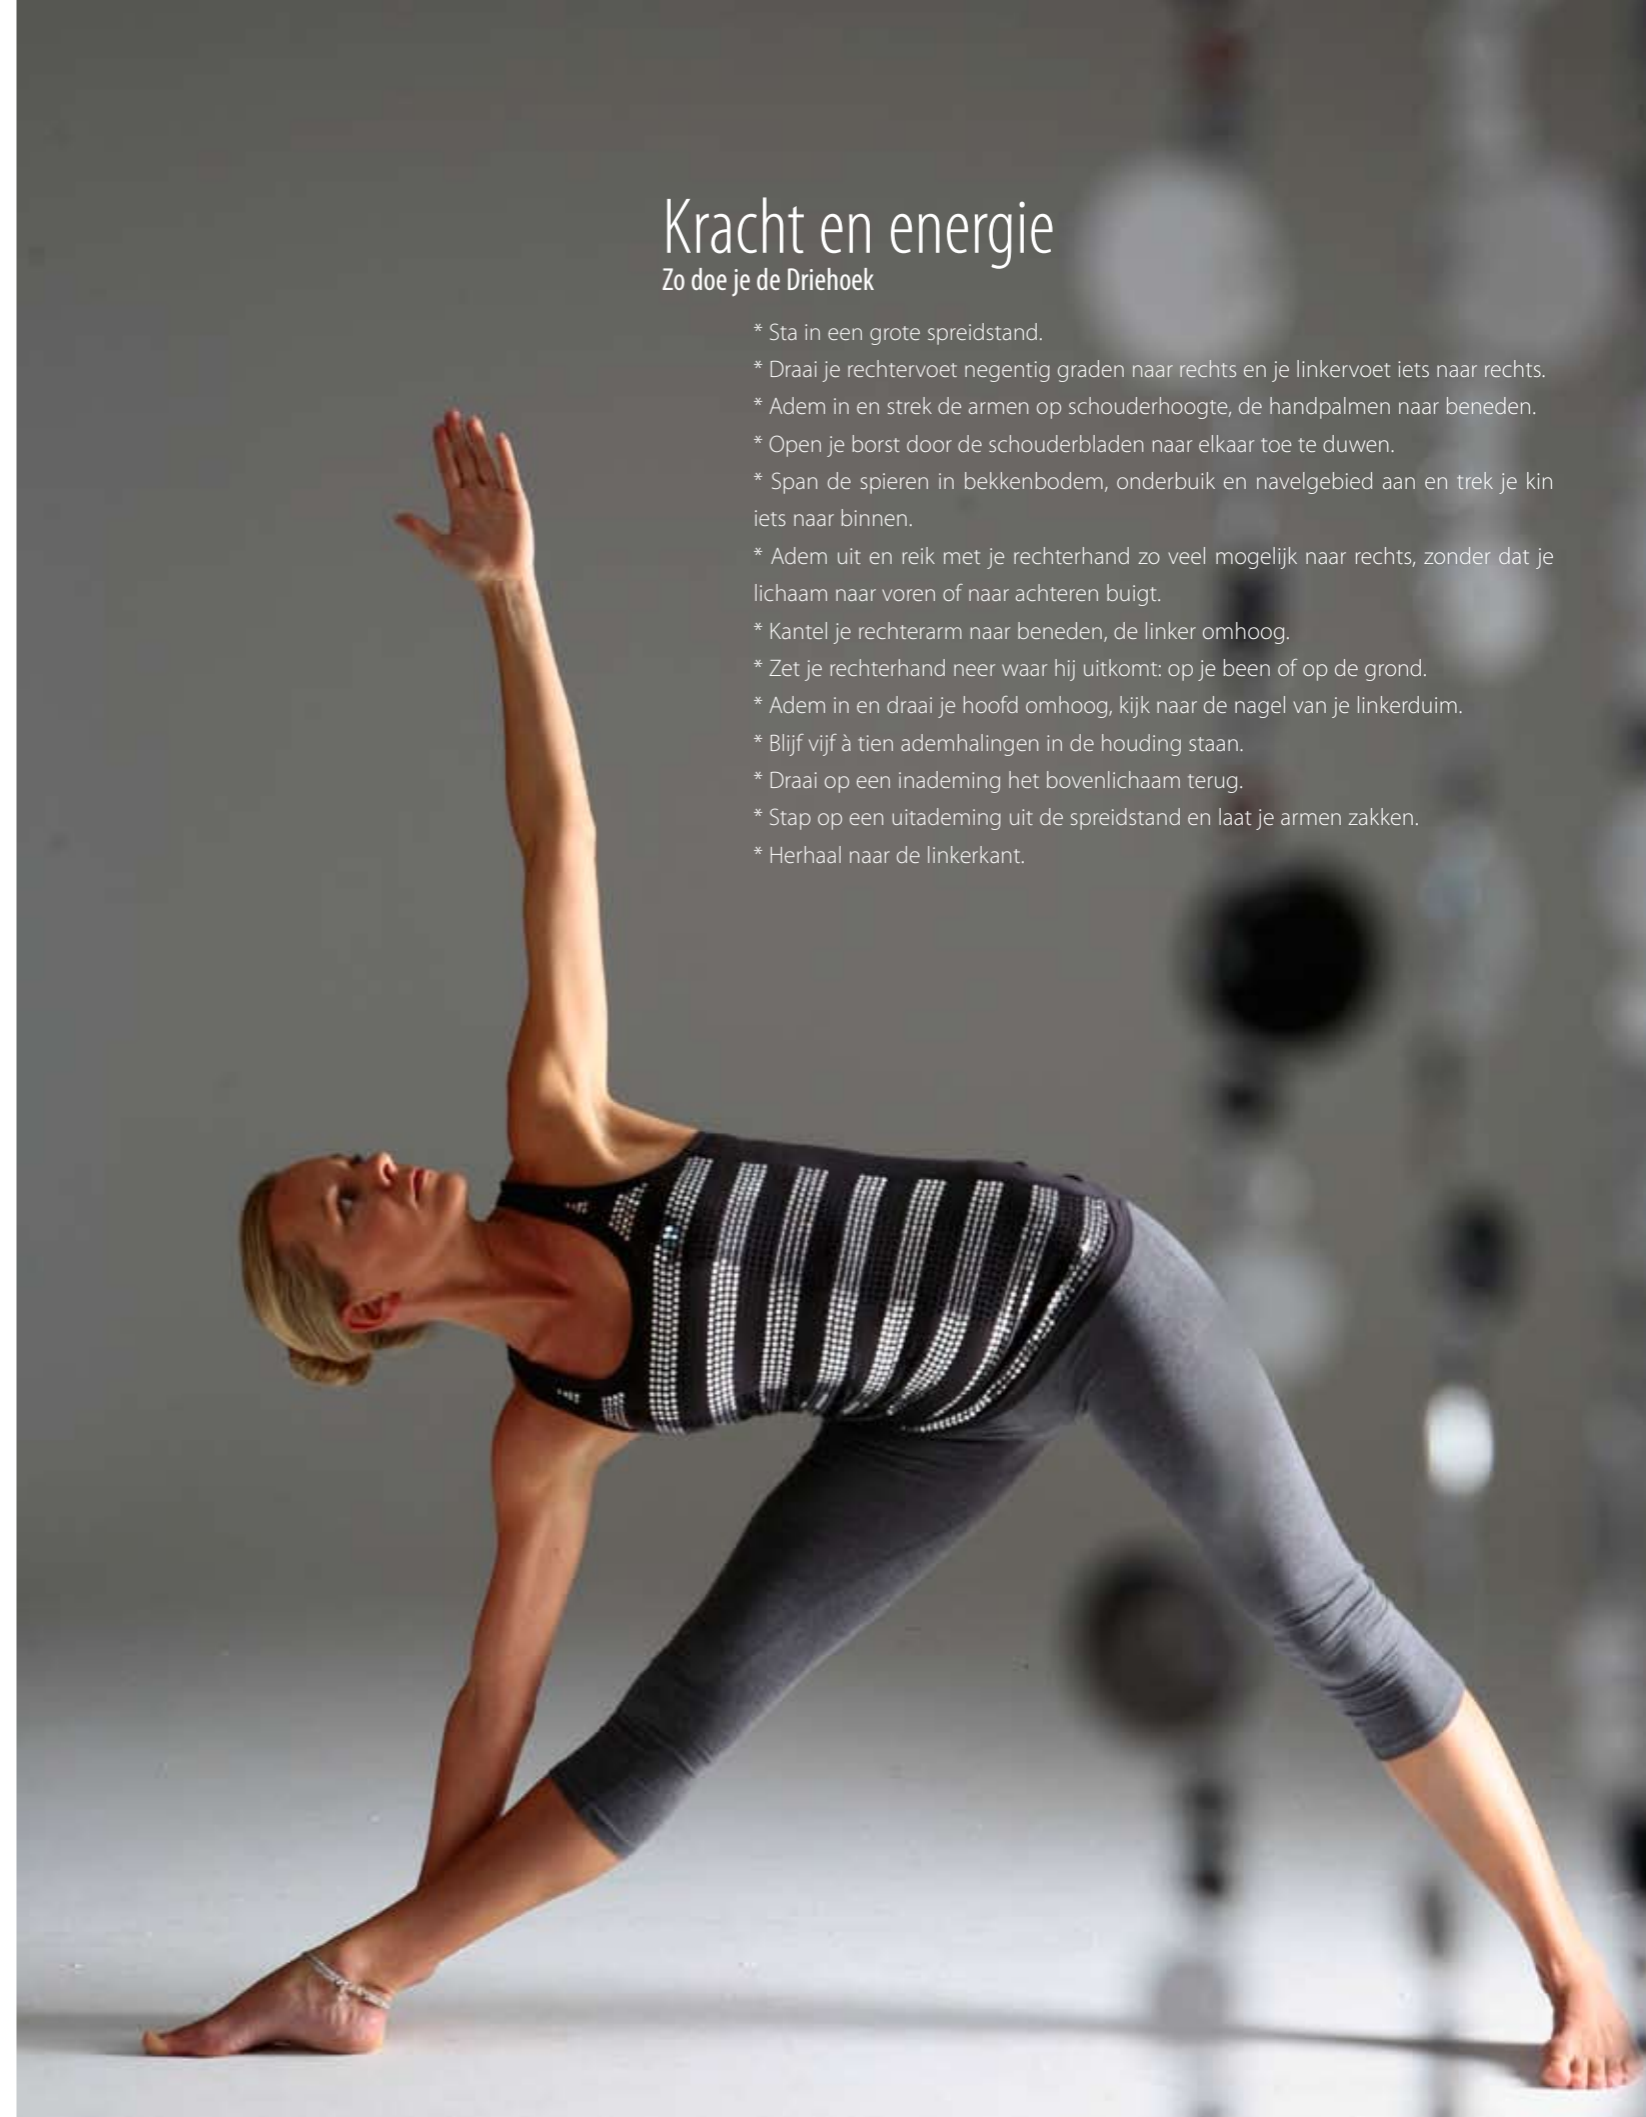 Kracht en energie
Zo doe je de Driehoek
* Sta in een grote spreidstand.
* Draai je rechtervoet negentig graden naar rechts en je linkervoet iets naar rechts.
* Adem in en strek de armen op schouderhoogte, de handpalmen naar beneden.
* Open je borst door de schouderbladen naar elkaar toe te duwen.
* Span de spieren in bekkenbodem, onderbuik en navelgebied aan en trek je kin
iets naar binnen.
* Adem uit en reik met je rechterhand zo veel mogelijk naar rechts, zonder dat je
lichaam naar voren of naar achteren buigt.
* Kantel je rechterarm naar beneden, de linker omhoog.
* Zet je rechterhand neer waar hij uitkomt: op je been of op de grond.
* Adem in en draai je hoofd omhoog, kijk naar de nagel van je linkerduim.
* Blijf vijf à tien ademhalingen in de houding staan.
* Draai op een inademing het bovenlichaam terug.
* Stap op een uitademing uit de spreidstand en laat je armen zakken.
* Herhaal naar de linkerkant.